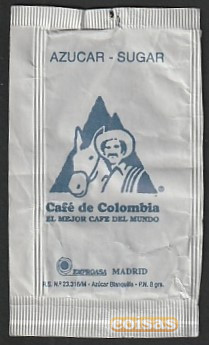 AZUCAR - SUGAR
®
Café de Colombia
EL MEJOR CAFE DEL MUNDO
EMPROASA MADRID
R.S. N.º 23.316/M - Azúcar Blanquilla - P.N. 8 grs.
coisas